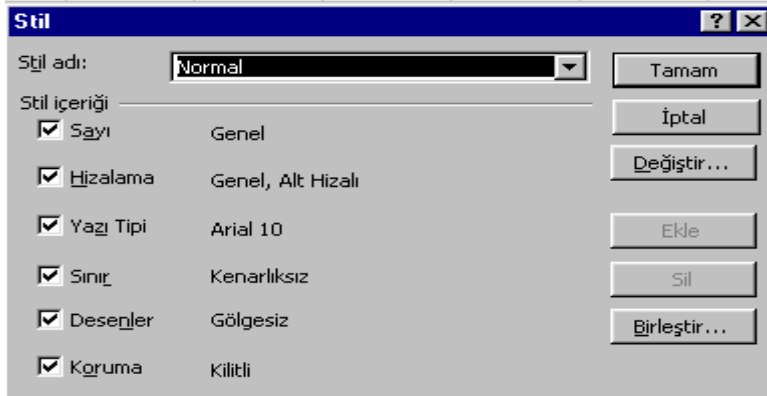 Stil
Stil adı: Normal
Tamam
Stil içeriği
İptal
Sayı Genel
Değiştir...
Hizalama Genel, Alt Hizalı
Yazı Tipi Arial 10
Ekle
Sınır Kenarlıksız
Sil
Desenler Gölgesiz
Birleştir...
Koruma Kilitli